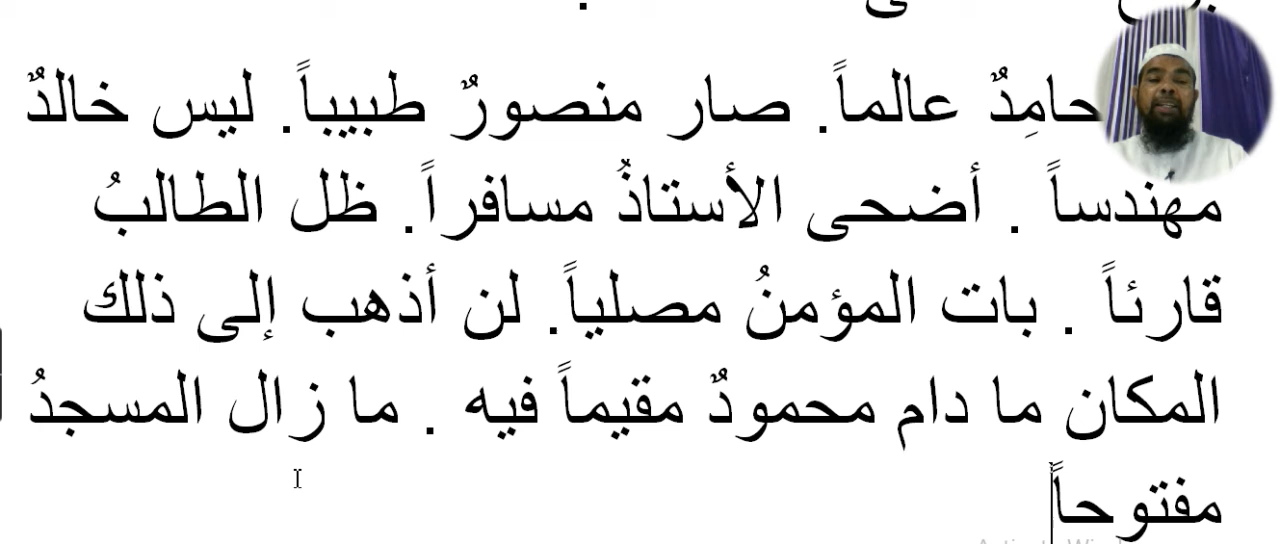 حامِدٌ عالماً. صار منصورٌ طبيباً. ليس خالدٌ
مهندساً . أضحى الأستاذُ مسافراً. ظل الطالبُ
قارئاً . بات المؤمنُ مصلياً. لن أذهب إلى ذلك
المكان ما دام محمودٌ مقيماً فيه . ما زال المسجدُ
مفتوحاً